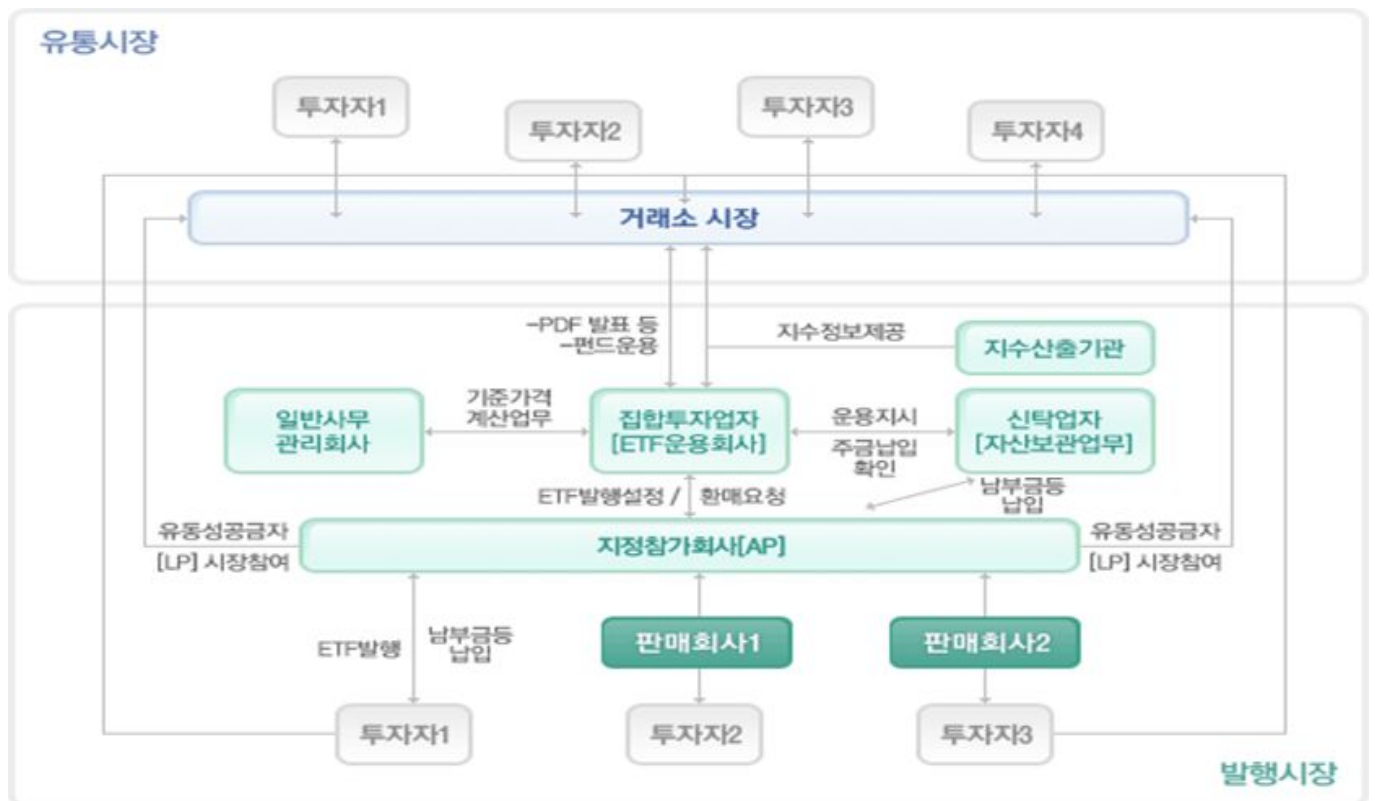 유통시장
투자자1
투자자2
투자자3
투자자4
거래소 시장
-PDF 발표 등
-펀드운용
지수정보제공
지수산출기관
일반사무
관리회사
기준가격
계산업무
집합투자업자
[ETF운용회사]
운용지시
주금납입
확인
신탁업자
[자산보관업무]
ETF발행설정 / 환매요청
남부금등
납입
유동성공급자
[LP] 시장참여
지정참가회사[AP]
유동성공급자
[LP] 시장참여
ETF발행
남부금등
납입
판매회사1
판매회사2
투자자1
투자자2
투자자3
발행시장